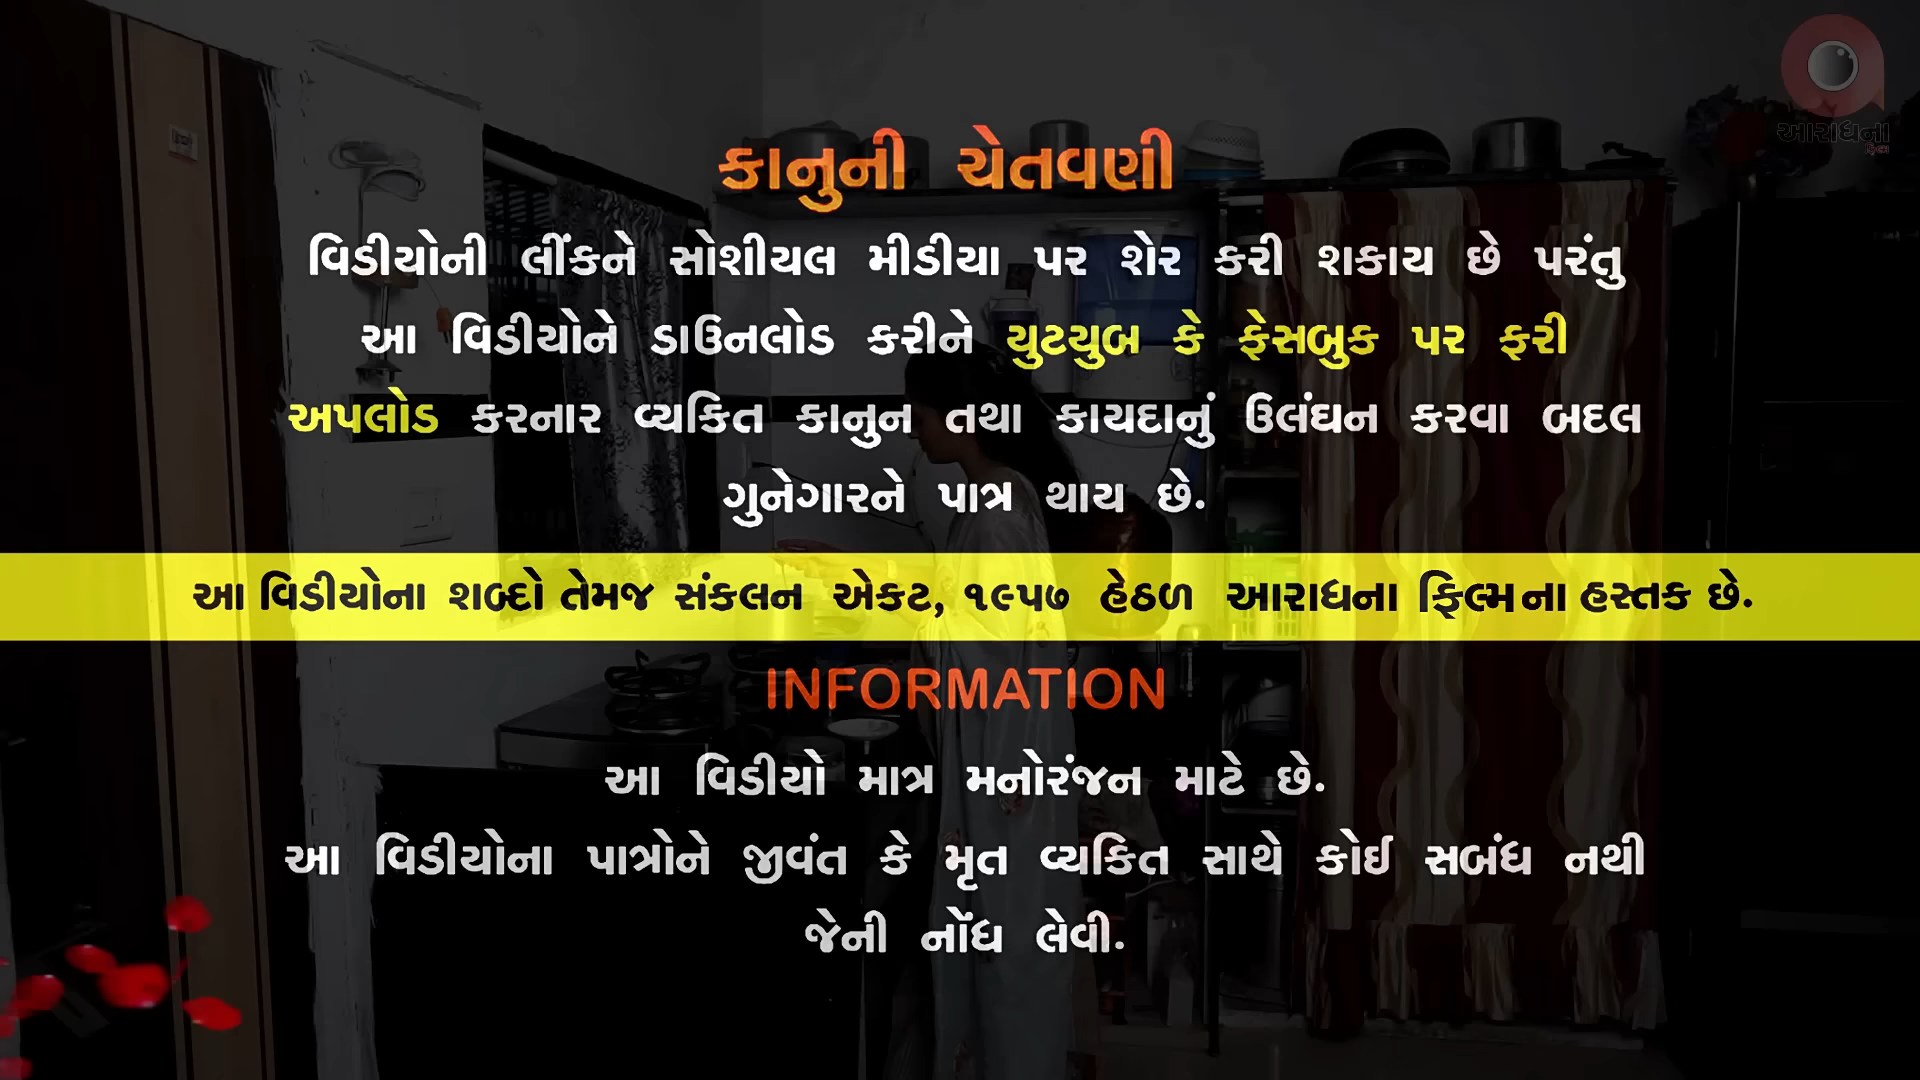 આરાધના
ફિલ્મ
કાનુની ચેતવણી
વિડીયોની લીંકને સોશીયલ મીડીયા પર શેર કરી શકાય છે પરંતુ
આ વિડીયોને ડાઉનલોડ કરીને યુટયુબ કે ફેસબુક પર ફરી
અપલોડ કરનાર વ્યકિત કાનુન તથા કાયદાનું ઉલંઘન કરવા બદલ
ગુનેગારને પાત્ર થાય છે.
આ વિડીયોના શબ્દો તેમજ સંકલન એકટ, ૧૯૫૭ હેઠળ આરાધના ફિલ્મના હસ્તક છે.
INFORMATION
આ વિડીયો માત્ર મનોરંજન માટે છે.
આ વિડીયોના પાત્રોને જીવંત કે મૃત વ્યકિત સાથે કોઈ સબંધ નથી
જેની નોંધ લેવી.